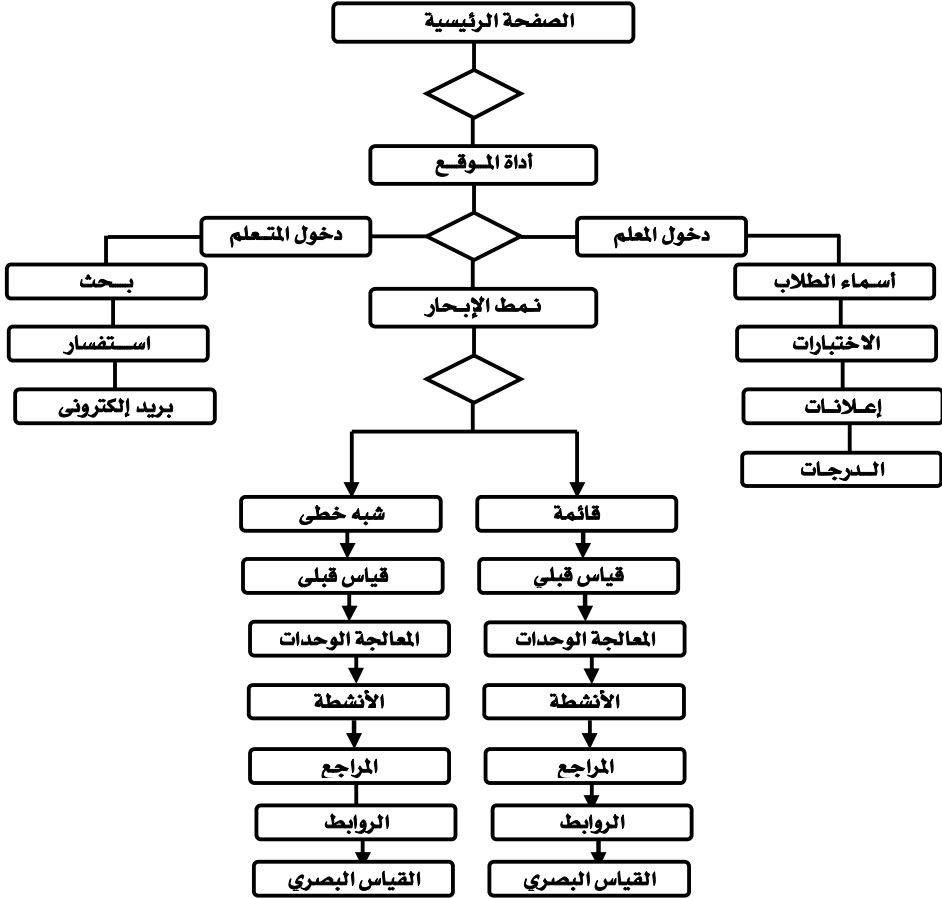 الصفحة الرئيسية
أداة الموقع
دخول المعلم
دخول المتعلم
أسماء الطلاب
بحث
نمط الإبحار
الاختبارات
استفسار
إعلانات
بريد إلكترونى
الدرجات
قائمة
شبه خطى
قياس قبلي
قياس قبلى
المعالجة الوحدات
المعالجة الوحدات
الأنشطة
الأنشطة
المراجع
المراجع
الروابط
الروابط
القياس البصري
القياس البصري